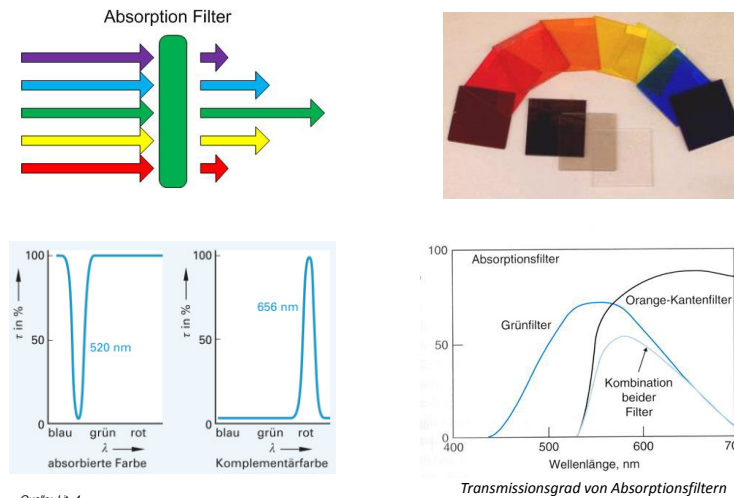 Absorption Filter
100
50
0
τ in %
520 nm
blau grün rot
λ
absorbierte Farbe
100
50
0
τ in %
656 nm
blau grün rot
λ
Komplementärfarbe
100
50
Absorptionsfilter
Orange-Kantenfilter
Grünfilter
Kombination
beider
Filter
400 500 600
Wellenlänge, nm
Transmissionsgrad von Absorptionsfiltern